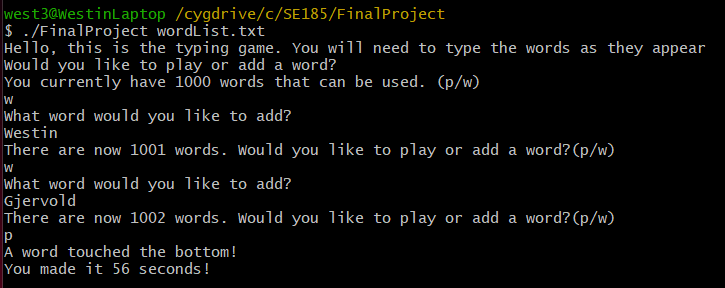 west3@WestinLaptop /cygdrive/c/SE185/FinalProject
$ ./FinalProject wordList.txt
Hello, this is the typing game. You will need to type the words as they appear
Would you like to play or add a word?
You currently have 1000 words that can be used. (p/w)
w
What word would you like to add?
Westin
There are now 1001 words. Would you like to play or add a word?(p/w)
w
What word would you like to add?
Gjervold
There are now 1002 words. Would you like to play or add a word?(p/w)
p
A word touched the bottom!
You made it 56 seconds!